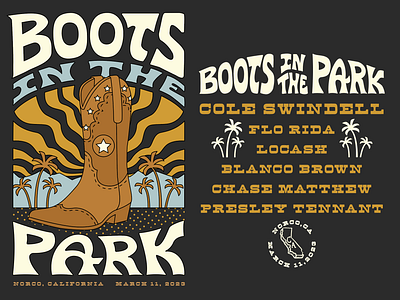 BOOTS
IN THE
PARK
NORCO, CALIFORNIA MARCH 11, 2023
BOOTS IN THE PARK
COLE SWINDELL
FLO RIDA
LOCASH
BLANCO BROWN
CHASE MATTHEW
PRESLEY TENNANT
NORCO, CA
MARCH 11, 2023